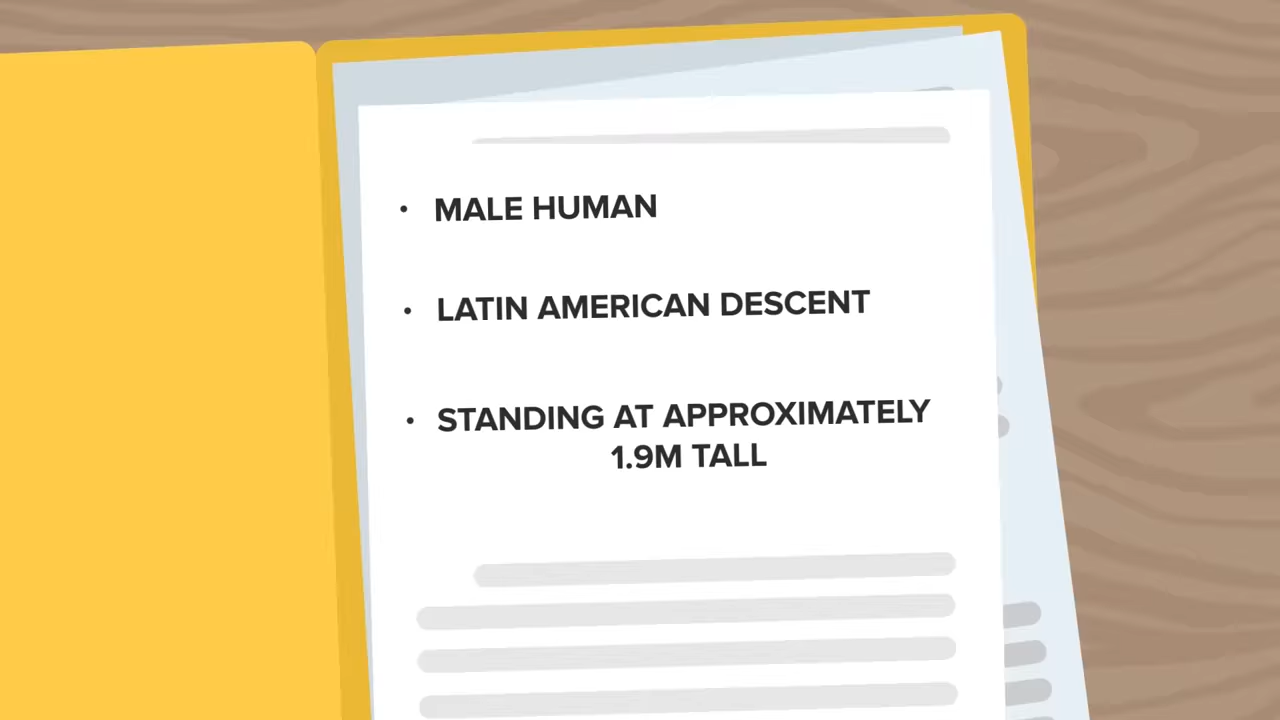 • MALE HUMAN
• LATIN AMERICAN DESCENT
• STANDING AT APPROXIMATELY
1.9M TALL